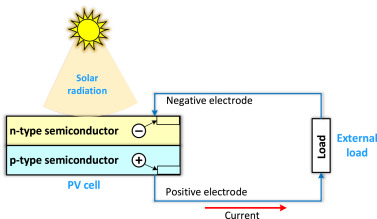 Solar
radiation
Negative electrode
n-type semiconductor
−
p-type semiconductor
+
PV cell
Positive electrode
Current
Load
External
load